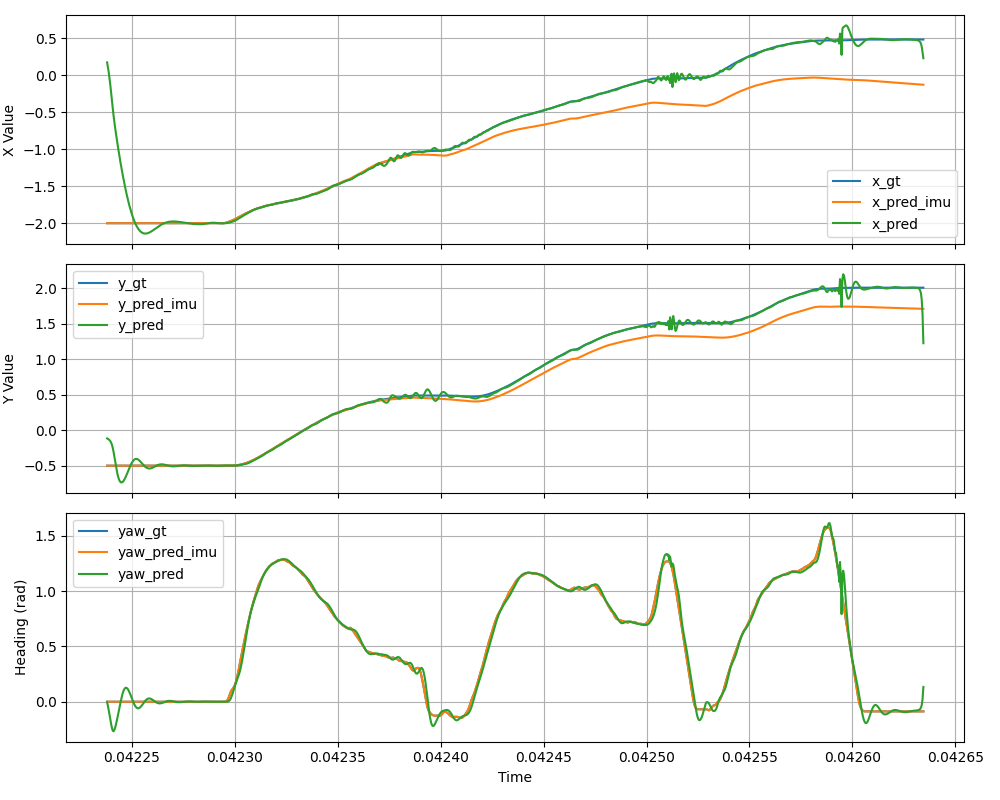 X Value
0.5
0.0
−0.5
−1.0
−1.5
−2.0
x_gt
x_pred_imu
x_pred
Y Value
2.0
1.5
1.0
0.5
0.0
−0.5
y_gt
y_pred_imu
y_pred
Heading (rad)
1.5
1.0
0.5
0.0
yaw_gt
yaw_pred_imu
yaw_pred
0.04225 0.04230 0.04235 0.04240 0.04245 0.04250 0.04255 0.04260 0.04265
Time